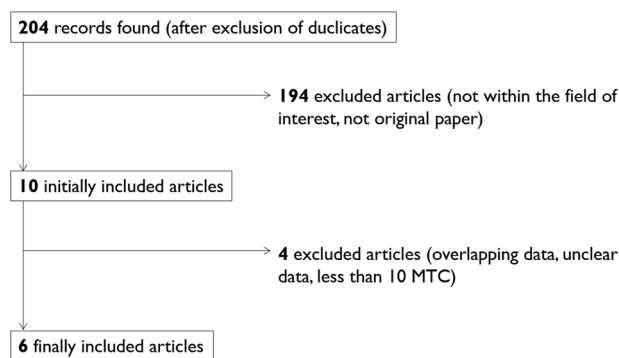 204 records found (after exclusion of duclicates)
194 excluded articles (not within the field of
interest, not original paper)
10 initially included articles
4 excluded articles (overlapping data, unclear
data, less than 10 MTC)
6 finally included articles